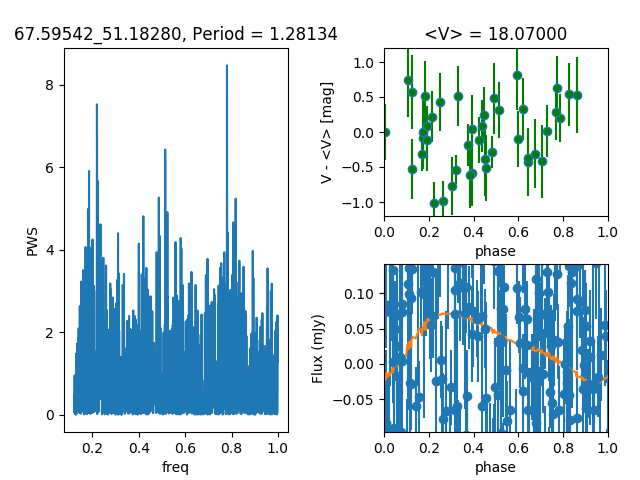 67.59542_51.18280, Period = 1.28134
<V> = 18.07000
8
6
4
2
0
PWS
0.2 0.4 0.6 0.8 1.0
freq
1.0
0.5
0.0
−0.5
−1.0
V - <V> [mag]
0.0 0.2 0.4 0.6 0.8 1.0
phase
0.10
0.05
0.00
−0.05
Flux (mJy)
0.0 0.2 0.4 0.6 0.8 1.0
phase